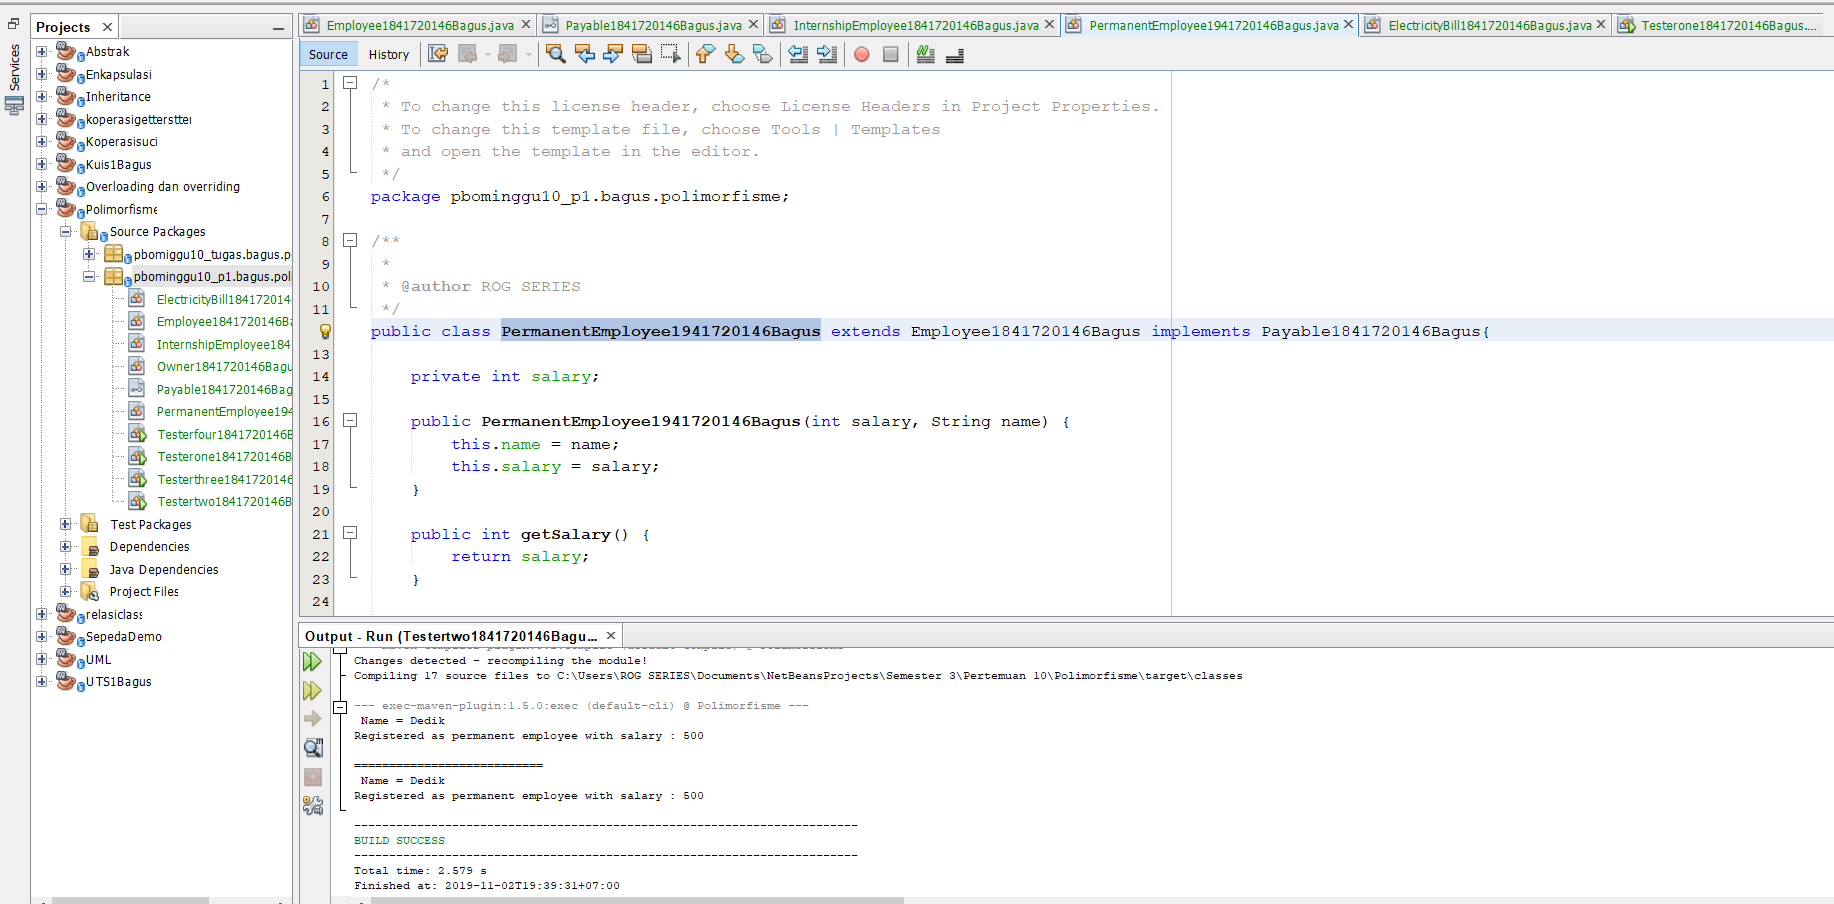 Services
Projects
Abstrak
Enkapsulasi
Inheritance
koperasigetterstter
Koperasisuci
Kuis1Bagus
Overloading dan overriding
Polimorfisme
Source Packages
pbomiggu10_tugas.bagus.p
pbominggu10_p1.bagus.poli
ElectricityBill184172014
Employee1841720146Ba
InternshipEmployee184
Owner1841720146Bagu
Payable1841720146Bag
PermanentEmployee194
Testerfour1841720146B
Testerone1841720146B
Testerthree1841720146
Testertwo1841720146B
Test Packages
Dependencies
Java Dependencies
Project Files
relasiclass
SepedaDemo
UML
UTS1Bagus
Employee1841720146Bagus.java Payable1841720146Bagus.java InternshipEmployee1841720146Bagus.java PermanentEmployee1941720146Bagus.java ElectricityBill1841720146Bagus.java Testerone1841720146Bagus....
Source History
1 /*
2 * To change this license header, choose License Headers in Project Properties.
3 * To change this template file, choose Tools | Templates
4 * and open the template in the editor.
5 */
6 package pbominggu10_p1.bagus.polimorfisme;
7
8 /**
9 *
10 * @author ROG SERIES
11 */
public class PermanentEmployee1941720146Bagus extends Employee1841720146Bagus implements Payable1841720146Bagus{
13
14 private int salary;
15
16 public PermanentEmployee1941720146Bagus(int salary, String name) {
17 this.name = name;
18 this.salary = salary;
19 }
20
21 public int getSalary() {
22 return salary;
23 }
24
Output - Run (Testertwo1841720146Bagu...
Changes detected - recompiling the module!
Compiling 17 source files to C:\Users\ROG SERIES\Documents\NetBeansProjects\Semester 3\Pertemuan 10\Polimorfisme\target\classes
--- exec-maven-plugin:1.5.0:exec (default-cli) @ Polimorfisme ---
Name = Dedik
Registered as permanent employee with salary : 500
===========================
Name = Dedik
Registered as permanent employee with salary : 500
------------------------------------------------------------------------
BUILD SUCCESS
------------------------------------------------------------------------
Total time: 2.579 s
Finished at: 2019-11-02T19:39:31+07:00